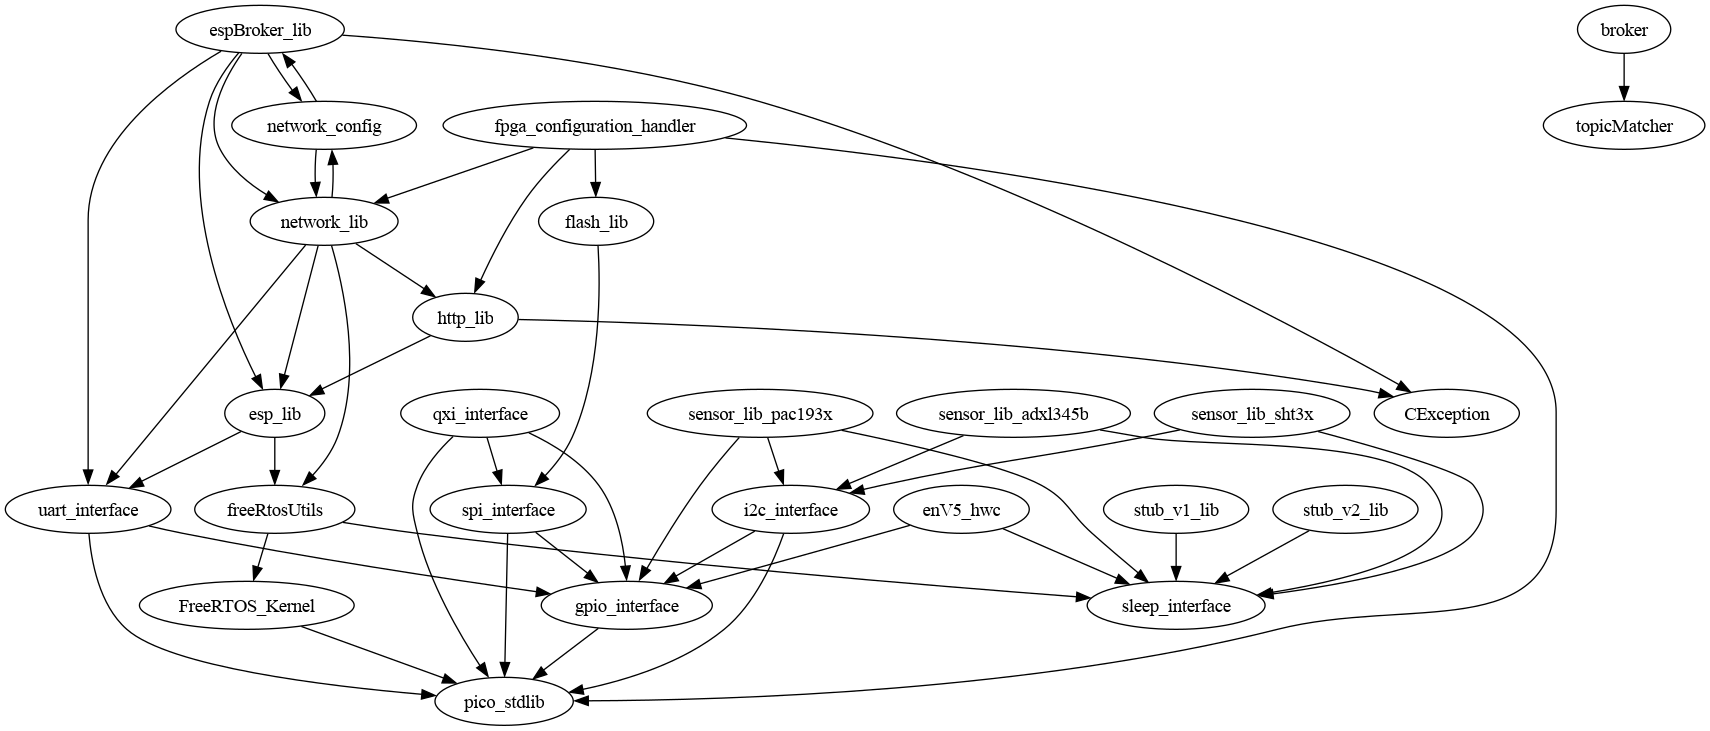 espBroker_lib
broker
network_config
fpga_configuration_handler
topicMatcher
network_lib
flash_lib
http_lib
esp_lib
qxi_interface
sensor_lib_pac193x
sensor_lib_adxl345b
sensor_lib_sht3x
CException
uart_interface
freeRtosUtils
spi_interface
i2c_interface
enV5_hwc
stub_v1_lib
stub_v2_lib
FreeRTOS_Kernel
gpio_interface
sleep_interface
pico_stdlib